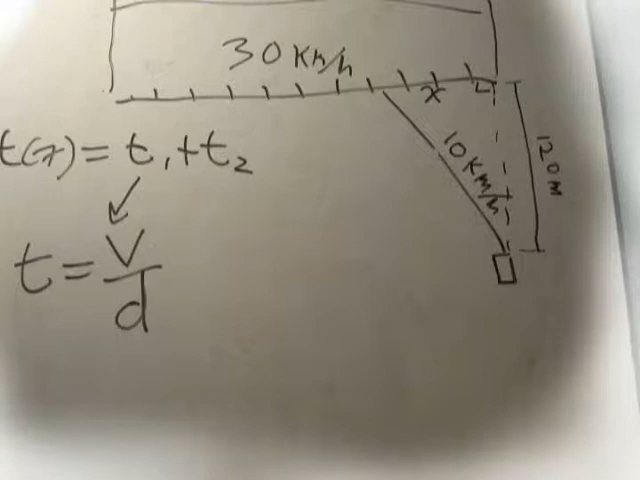 30 Km/h
x
10 Km/h
120 M
t(x) = t₁ + t₂
t = V/d